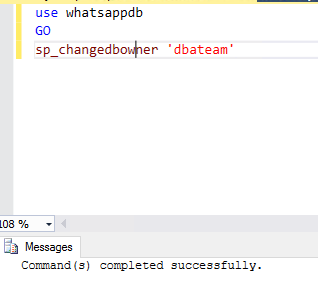 use whatsappdb
GO
sp_changedbowner 'dbateam'
108 %
Messages
Command(s) completed successfully.